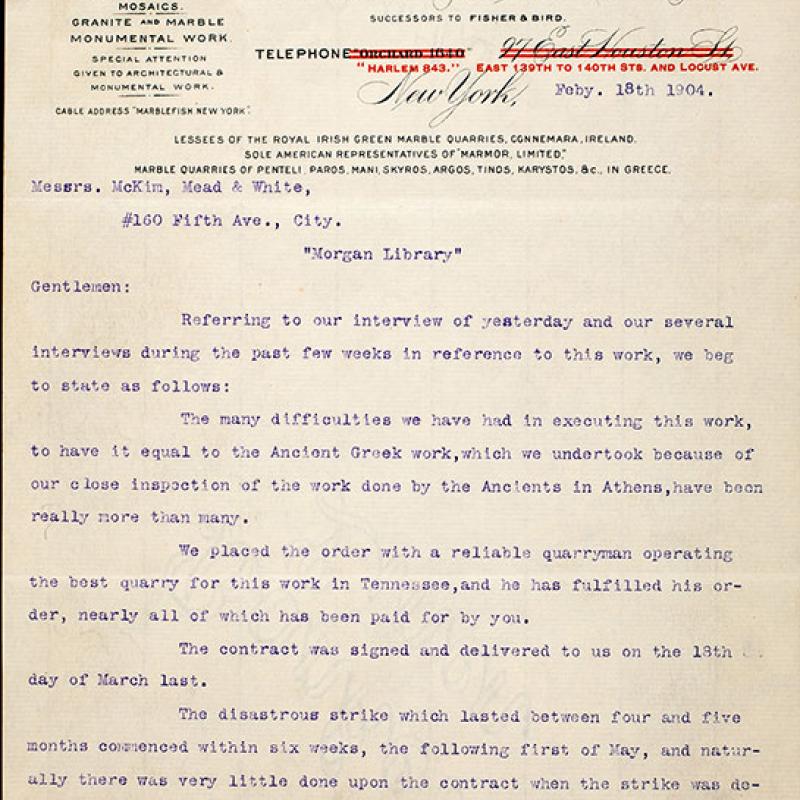 MOSAICS.
GRANITE AND MARBLE
MONUMENTAL WORK.
SPECIAL ATTENTION
GIVEN TO ARCHITECTURAL &
MONUMENTAL WORK.
CABLE ADDRESS "MARBLEFISH NEW YORK".
SUCCESSORS TO FISHER & BIRD.
TELEPHONE "ORCHARD 1640" 97 East Houston St
"HARLEM 843." EAST 139TH TO 140TH STS. AND LOCUST AVE.
New York, Feby. 18th 1904.
LESSEES OF THE ROYAL IRISH GREEN MARBLE QUARRIES, CONNEMARA, IRELAND.
SOLE AMERICAN REPRESENTATIVES OF "MARMOR, LIMITED,"
MARBLE QUARRIES OF PENTELI, PAROS, MANI, SKYROS, ARGOS, TINOS, KARYSTOS, &c., IN GREECE.
Messrs. McKim, Mead & White,
#160 Fifth Ave., City.
"Morgan Library"
Gentlemen:
Referring to our interview of yesterday and our several
interviews during the past few weeks in reference to this work, we beg
to state as follows:
The many difficulties we have had in executing this work,
to have it equal to the Ancient Greek work,which we undertook because of
our close inspection of the work done by the Ancients in Athens,have been
really more than many.
We placed the order with a reliable quarryman operating
the best quarry for this work in Tennessee,and he has fulfilled his or-
der, nearly all of which has been paid for by you.
The contract was signed and delivered to us on the 18th
day of March last.
The disastrous strike which lasted between four and five
months commenced within six weeks, the following first of May, and natur-
ally there was very little done upon the contract when the strike was de-